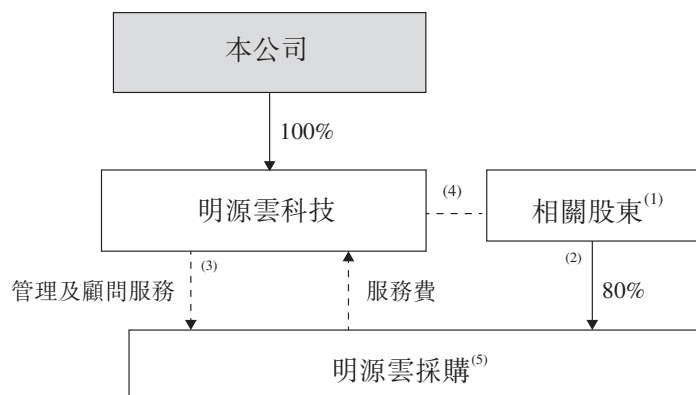 本公司
100%
明源雲科技
(4)
相關股東(1)
(3)
(2)
管理及顧問服務
服務費
80%
明源雲採購(5)